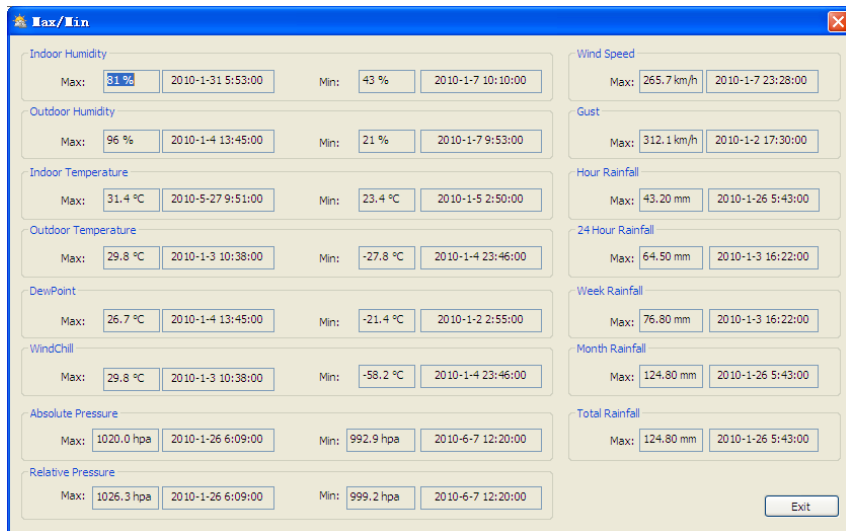 Max/Min
Indoor Humidity
Max: 81 % 2010-1-31 5:53:00 Min: 43 % 2010-1-7 10:10:00
Outdoor Humidity
Max: 96 % 2010-1-4 13:45:00 Min: 21 % 2010-1-7 9:53:00
Indoor Temperature
Max: 31.4 ºC 2010-5-27 9:51:00 Min: 23.4 ºC 2010-1-5 2:50:00
Outdoor Temperature
Max: 29.8 ºC 2010-1-3 10:38:00 Min: -27.8 ºC 2010-1-4 23:46:00
DewPoint
Max: 26.7 ºC 2010-1-4 13:45:00 Min: -21.4 ºC 2010-1-2 2:55:00
WindChill
Max: 29.8 ºC 2010-1-3 10:38:00 Min: -58.2 ºC 2010-1-4 23:46:00
Absolute Pressure
Max: 1020.0 hpa 2010-1-26 6:09:00 Min: 992.9 hpa 2010-6-7 12:20:00
Relative Pressure
Max: 1026.3 hpa 2010-1-26 6:09:00 Min: 999.2 hpa 2010-6-7 12:20:00
Wind Speed
Max: 265.7 km/h 2010-1-7 23:28:00
Gust
Max: 312.1 km/h 2010-1-2 17:30:00
Hour Rainfall
Max: 43.20 mm 2010-1-26 5:43:00
24 Hour Rainfall
Max: 64.50 mm 2010-1-3 16:22:00
Week Rainfall
Max: 76.80 mm 2010-1-3 16:22:00
Month Rainfall
Max: 124.80 mm 2010-1-26 5:43:00
Total Rainfall
Max: 124.80 mm 2010-1-26 5:43:00
Exit